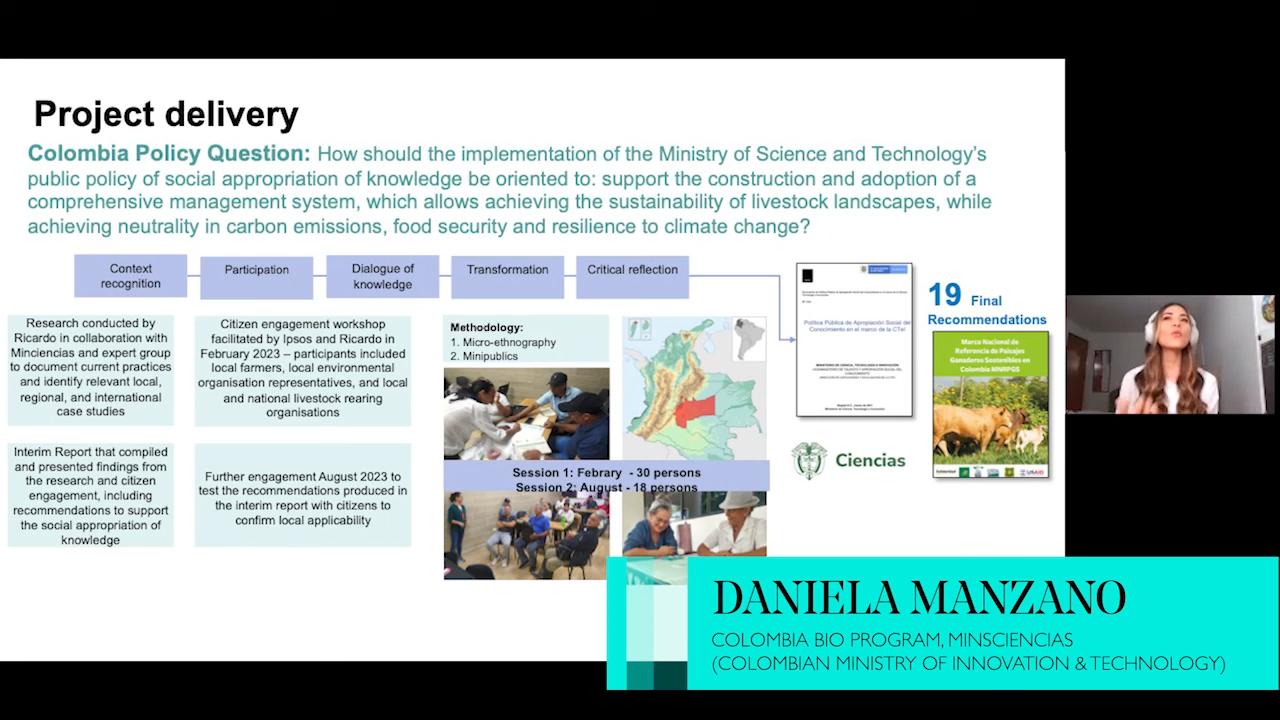 Project delivery
Colombia Policy Question: How should the implementation of the Ministry of Science and Technology's
public policy of social appropriation of knowledge be oriented to: support the construction and adoption of a
comprehensive management system, which allows achieving the sustainability of livestock landscapes, while
achieving neutrality in carbon emissions, food security and resilience to climate change?
Context
recognition
Participation
Dialogue of
knowledge
Transformation
Critical reflection
Research conducted by
Ricardo in collaboration with
Minciencias and expert group
to document current practices
and identify relevant local,
regional, and international
case studies
Citizen engagement workshop
facilitated by Ipsos and Ricardo in
February 2023 – participants included
local farmers, local environmental
organisation representatives, and local
and national livestock rearing
organisations
Methodology:
1. Micro-ethnography
2. Minipublics
Interim Report that compiled
and presented findings from
the research and citizen
engagement, including
recommendations to support
the social appropriation of
knowledge
Further engagement August 2023 to
test the recommendations produced in
the interim report with citizens to
confirm local applicability
Session 1: Febrary - 30 persons
Session 2: August - 18 persons
Política Pública de Apropiación Social del
Conocimiento en el marco de la CTeI
MINISTERIO DE CIENCIA, TECNOLOGÍA E INNOVACIÓN
Ciencias
19 Final
Recommendations
Marco Nacional de
Referencia de Paisajes
Ganaderos Sostenibles en
Colombia MNRPGS
USAID
DANIELA MANZANO
COLOMBIA BIO PROGRAM, MINSCIENCIAS
(COLOMBIAN MINISTRY OF INNOVATION & TECHNOLOGY)